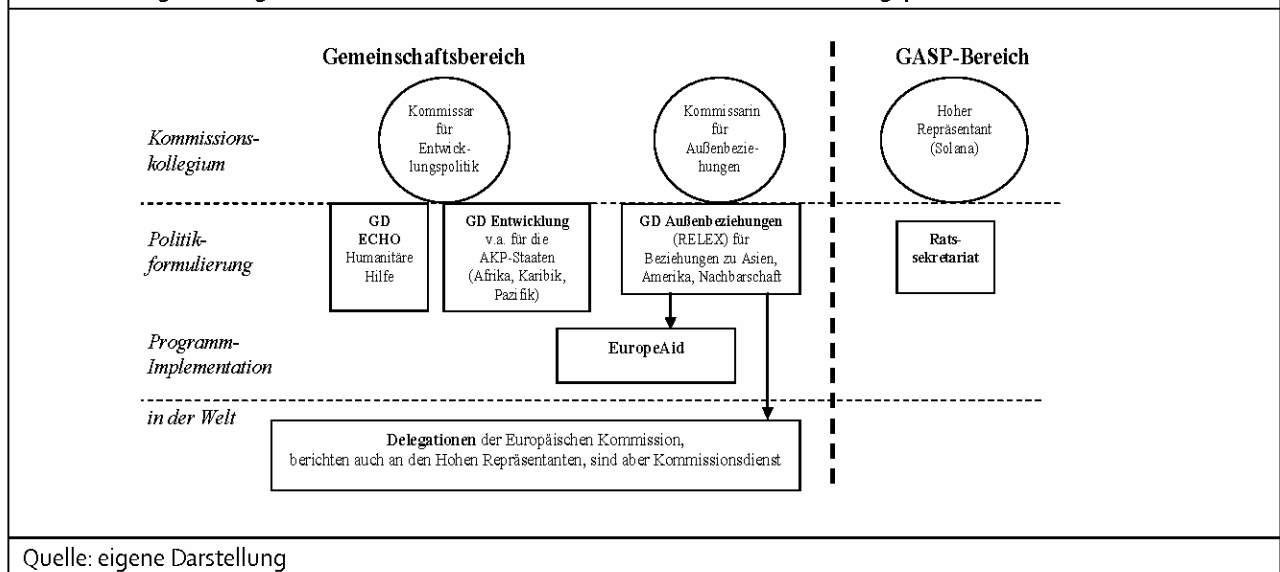 Gemeinschaftsbereich
GASP-Bereich
Kommissions-
kollegium
Kommissar
für
Entwick-
lungspolitik
Kommissarin
für
Außenbezie-
hungen
Hoher
Repräsentant
(Solana)
Politik-
formulierung
GD
ECHO
Humanitäre
Hilfe
GD Entwicklung
v.a. für die
AKP-Staaten
(Afrika, Karibik,
Pazifik)
GD Außenbeziehungen
(RELEX) für
Beziehungen zu Asien,
Amerika, Nachbarschaft
Rats-
sekretariat
Programm-
Implementation
EuropeAid
in der Welt
Delegationen der Europäischen Kommission,
berichten auch an den Hohen Repräsentanten, sind aber Kommissionsdienst
Quelle: eigene Darstellung